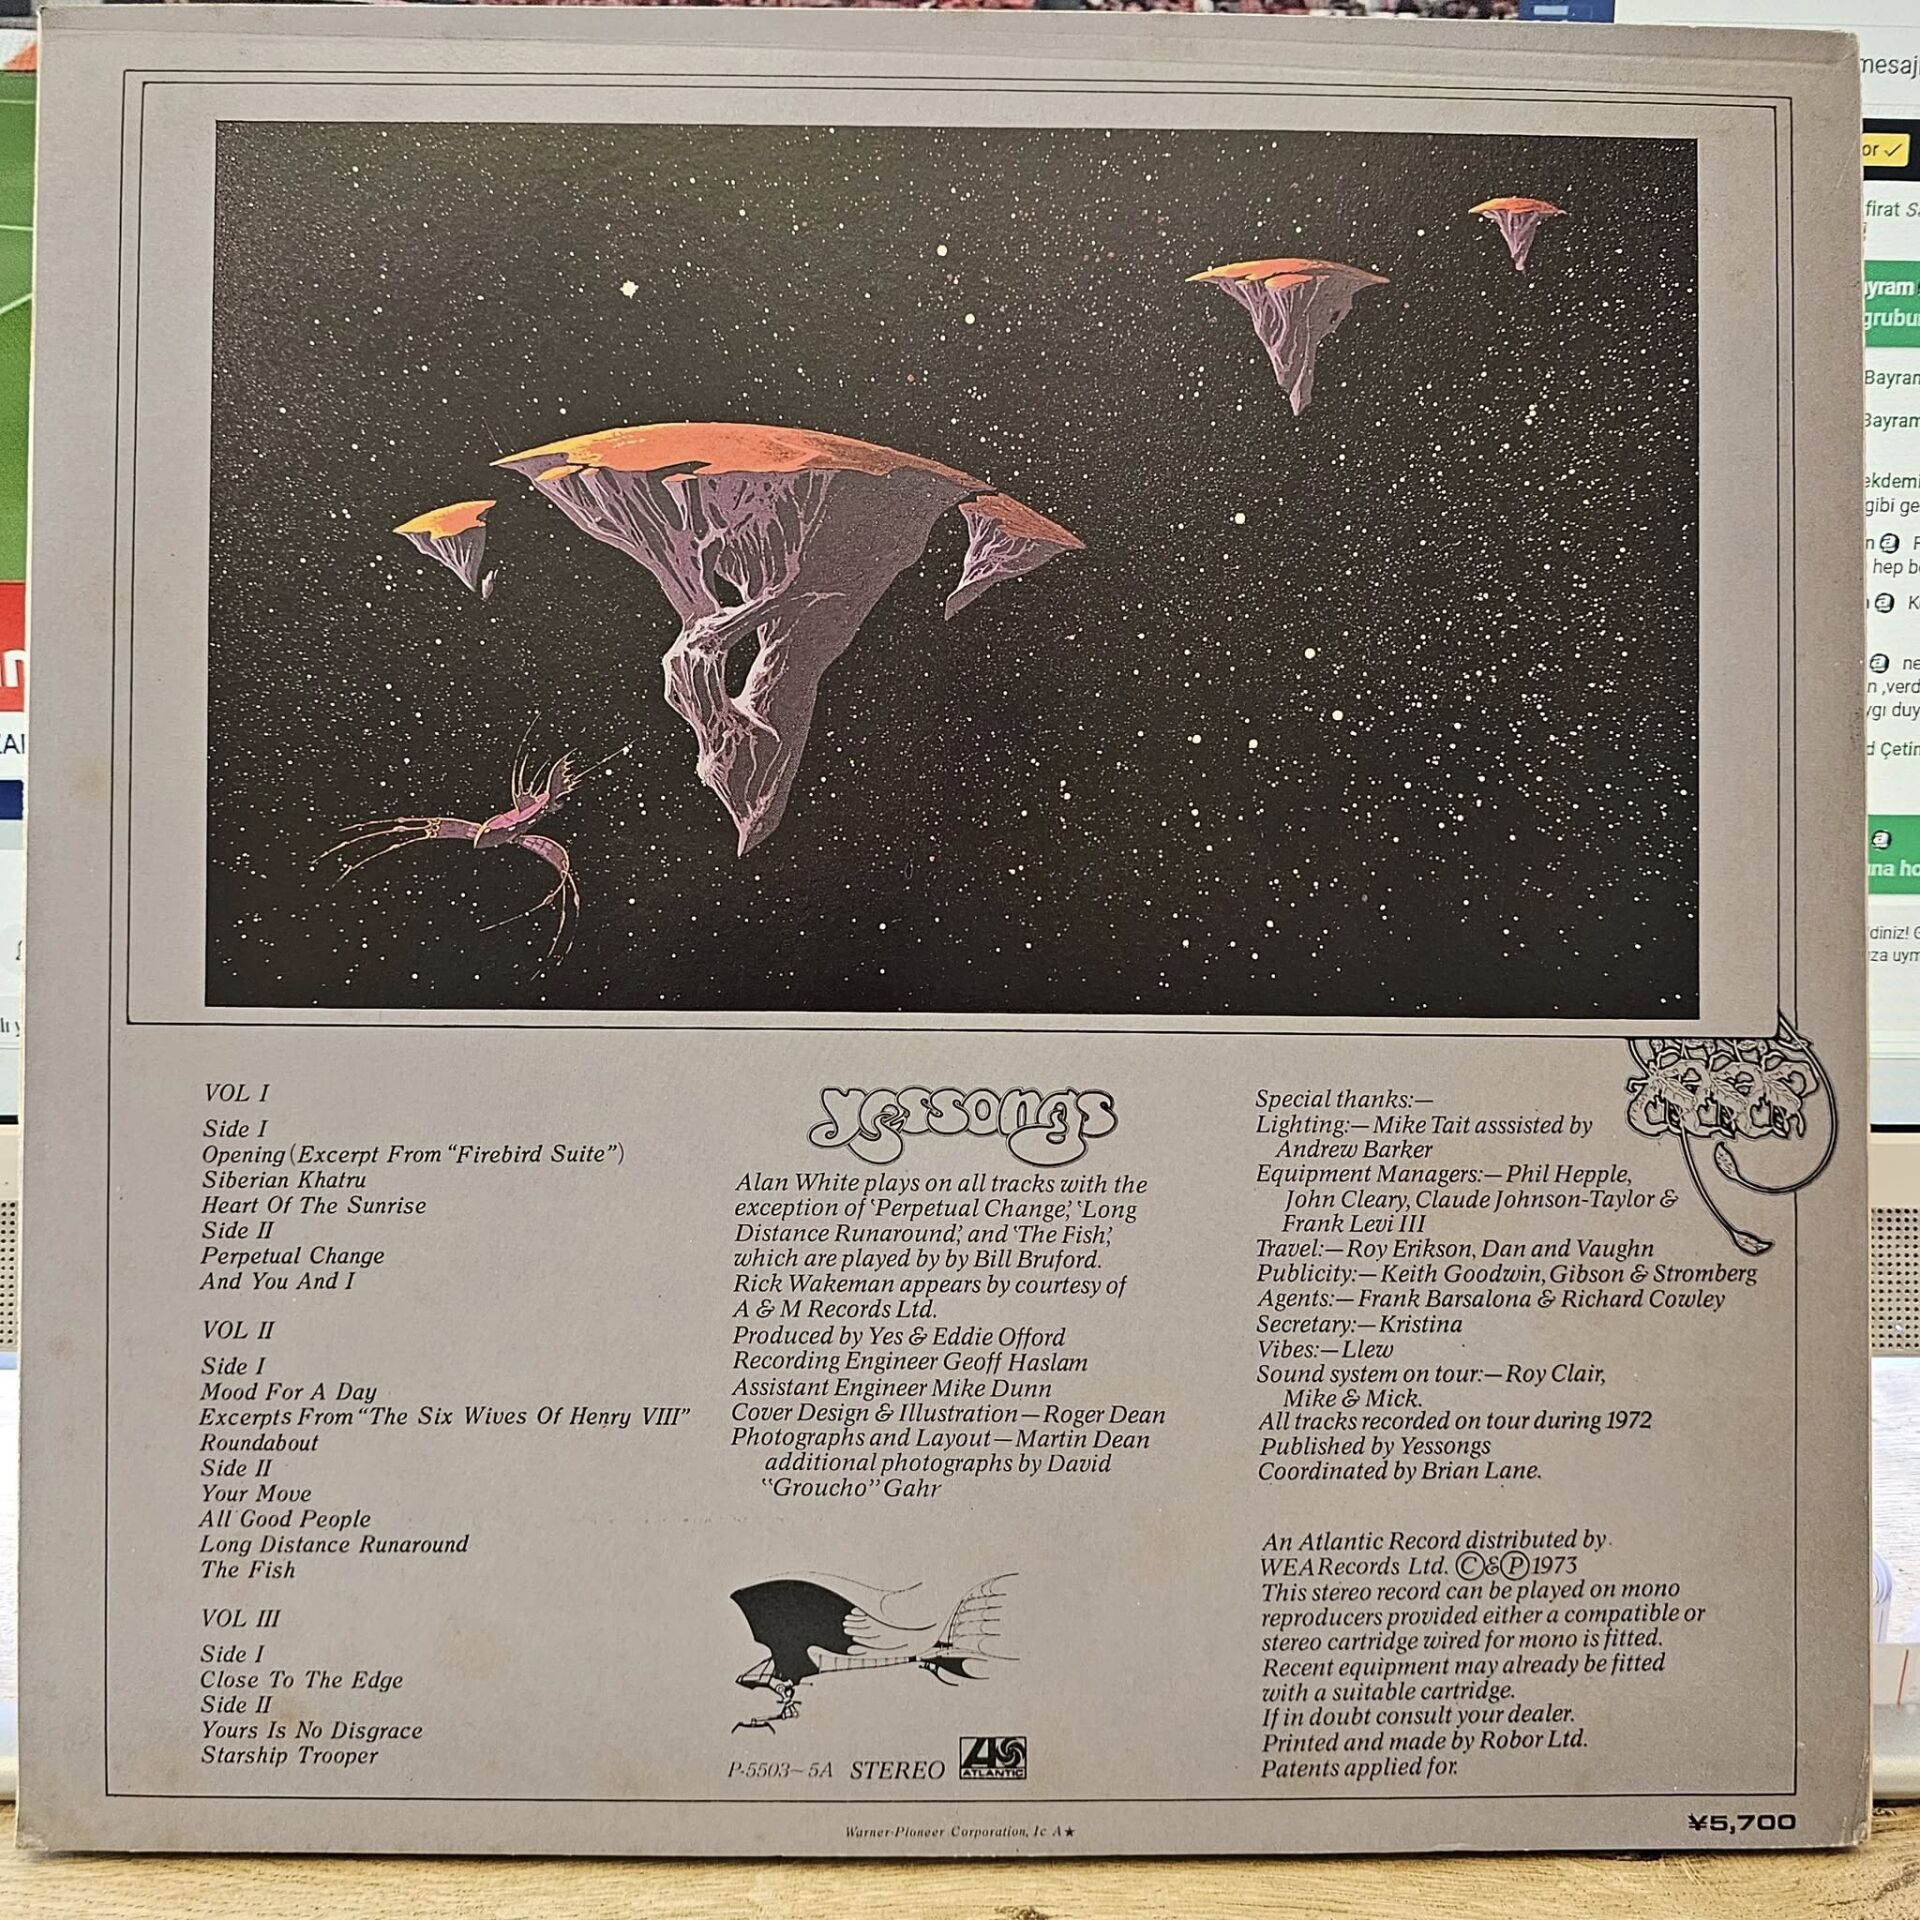 VOL I
Side I
Opening (Excerpt From “Firebird Suite”)
Siberian Khatru
Heart Of The Sunrise
Side II
Perpetual Change
And You And I
VOL II
Side I
Mood For A Day
Excerpts From “The Six Wives Of Henry VIII”
Roundabout
Side II
Your Move
All Good People
Long Distance Runaround
The Fish
VOL III
Side I
Close To The Edge
Side II
Yours Is No Disgrace
Starship Trooper
yessongs
Alan White plays on all tracks with the
exception of ‘Perpetual Change,’ ‘Long
Distance Runaround,’ and ‘The Fish,’
which are played by by Bill Bruford.
Rick Wakeman appears by courtesy of
A & M Records Ltd.
Produced by Yes & Eddie Offord
Recording Engineer Geoff Haslam
Assistant Engineer Mike Dunn
Cover Design & Illustration — Roger Dean
Photographs and Layout — Martin Dean
additional photographs by David
“Groucho” Gahr
P-5503~5A STEREO
ATLANTIC
Special thanks:—
Lighting:— Mike Tait asssisted by
Andrew Barker
Equipment Managers:— Phil Hepple,
John Cleary, Claude Johnson-Taylor &
Frank Levi III
Travel:— Roy Erikson, Dan and Vaughn
Publicity:— Keith Goodwin, Gibson & Stromberg
Agents:— Frank Barsalona & Richard Cowley
Secretary:— Kristina
Vibes:— Llew
Sound system on tour:— Roy Clair,
Mike & Mick.
All tracks recorded on tour during 1972
Published by Yessongs
Coordinated by Brian Lane.
An Atlantic Record distributed by
WEA Records Ltd. Ⓒ&Ⓟ 1973
This stereo record can be played on mono
reproducers provided either a compatible or
stereo cartridge wired for mono is fitted.
Recent equipment may already be fitted
with a suitable cartridge.
If in doubt consult your dealer.
Printed and made by Robor Ltd.
Patents applied for.
Warner-Pioneer Corporation, Ic A★
¥5,700
mesaj
or ✓
firat
yram
grubu
Bayram
hep
d Çetin